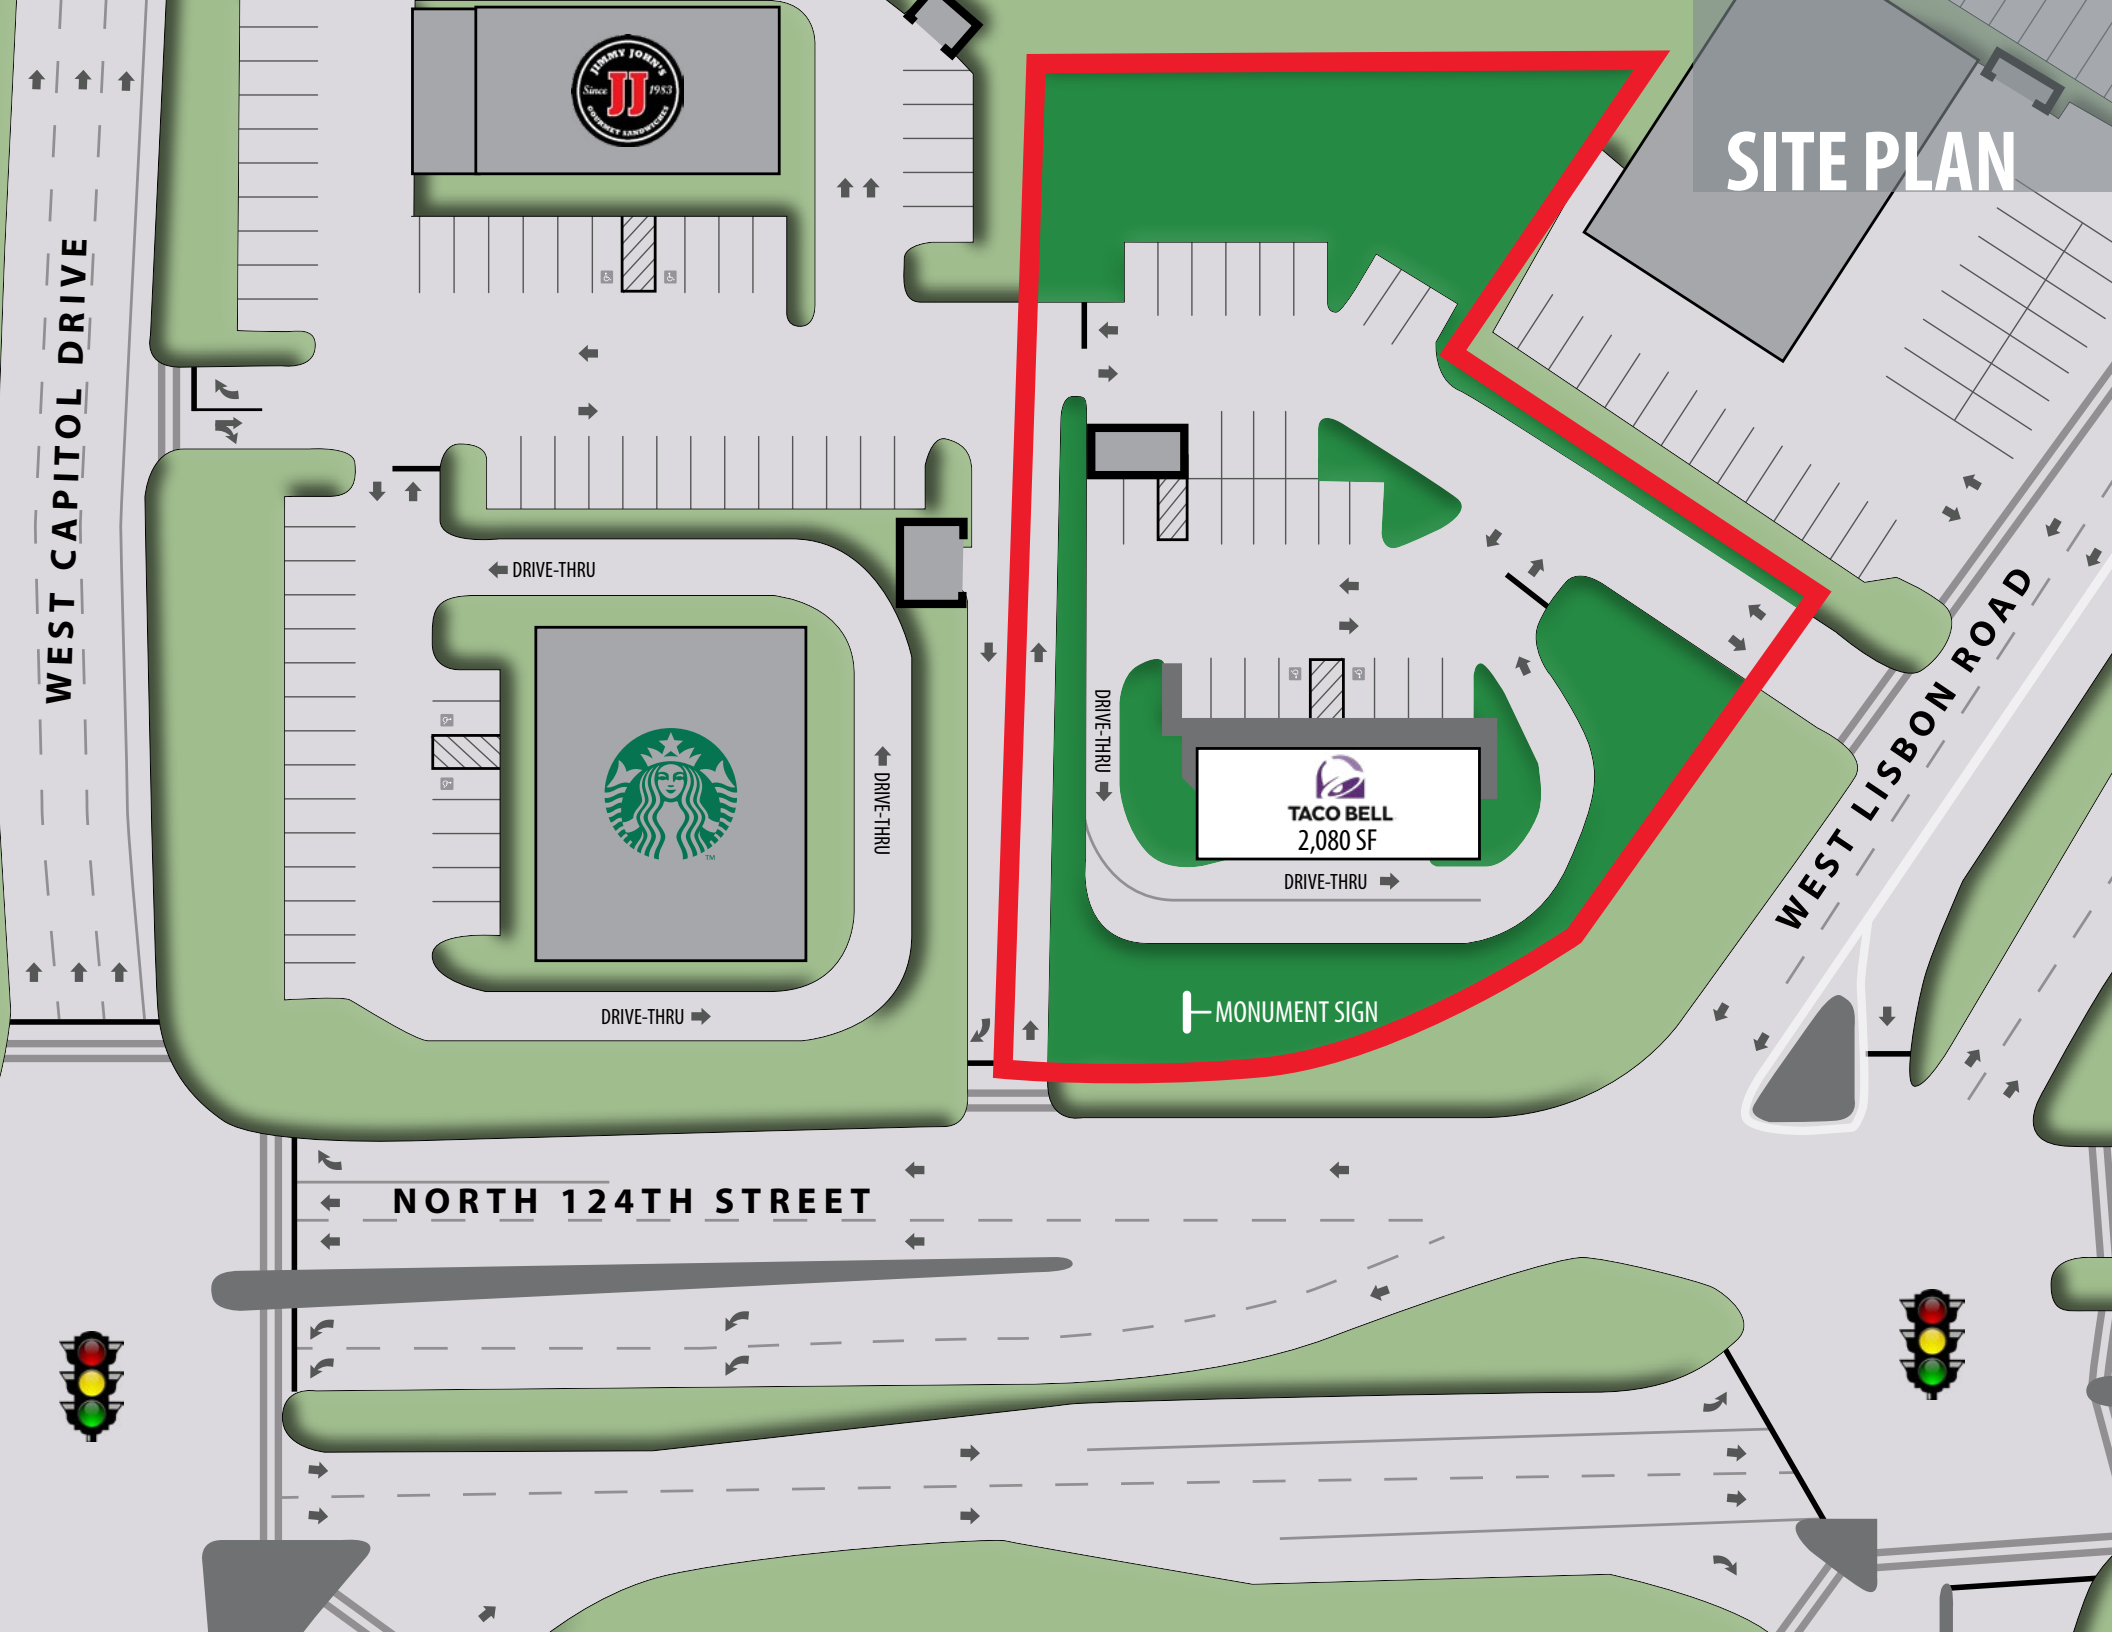 JIMMY JOHN'S
Since 1983
JJ
GOURMET SANDWICHES
SITE PLAN
WEST CAPITOL DRIVE
DRIVE-THRU
DRIVE-THRU
DRIVE-THRU
TM
DRIVE-THRU
TACO BELL
2,080 SF
DRIVE-THRU
MONUMENT SIGN
WEST LISBON ROAD
NORTH 124TH STREET